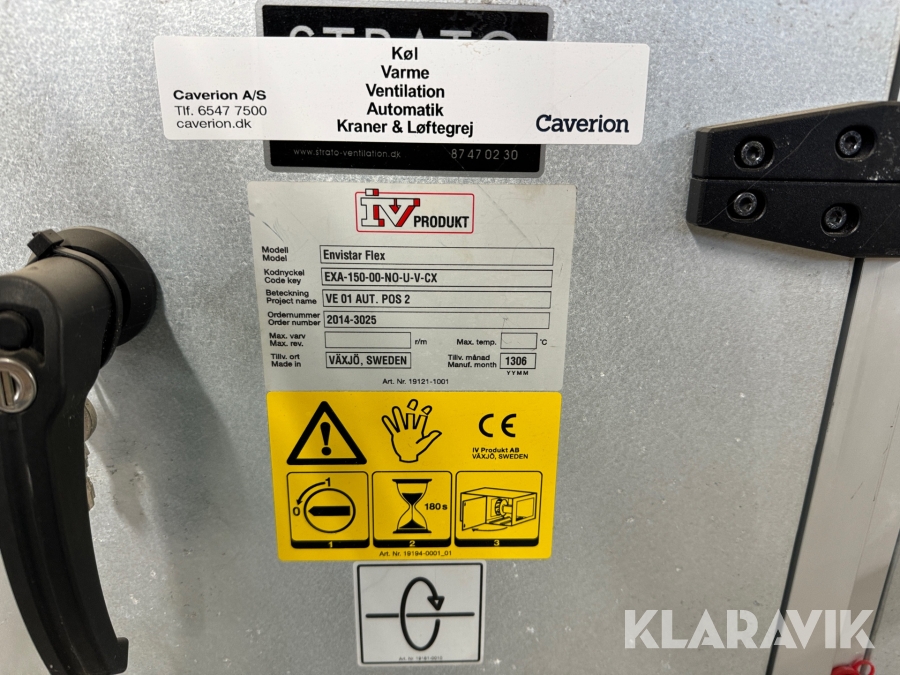 STRATO
Køl
Varme
Ventilation
Automatik
Kraner & Løftegrej
Caverion A/S
Tlf. 6547 7500
caverion.dk
Caverion
www.strato-ventilation.dk 87 47 02 30
IV PRODUKT
Modell
Model
Envistar Flex
Kodnyckel
Code key
EXA-150-00-NO-U-V-CX
Beteckning
Project name
VE 01 AUT. POS 2
Ordernummer
Order number
2014-3025
Max. varv
Max. rev.
r/m
Max. temp.
°C
Tillv. ort
Made in
VÄXJÖ, SWEDEN
Tillv. månad
Manuf. month
1306
YYMM
Art. Nr. 19121-1001
CE
IV Produkt AB
VÄXJÖ, SWEDEN
0 1
180 s
1 2 3
Art. Nr. 19194-0001_01
KLARAVIK